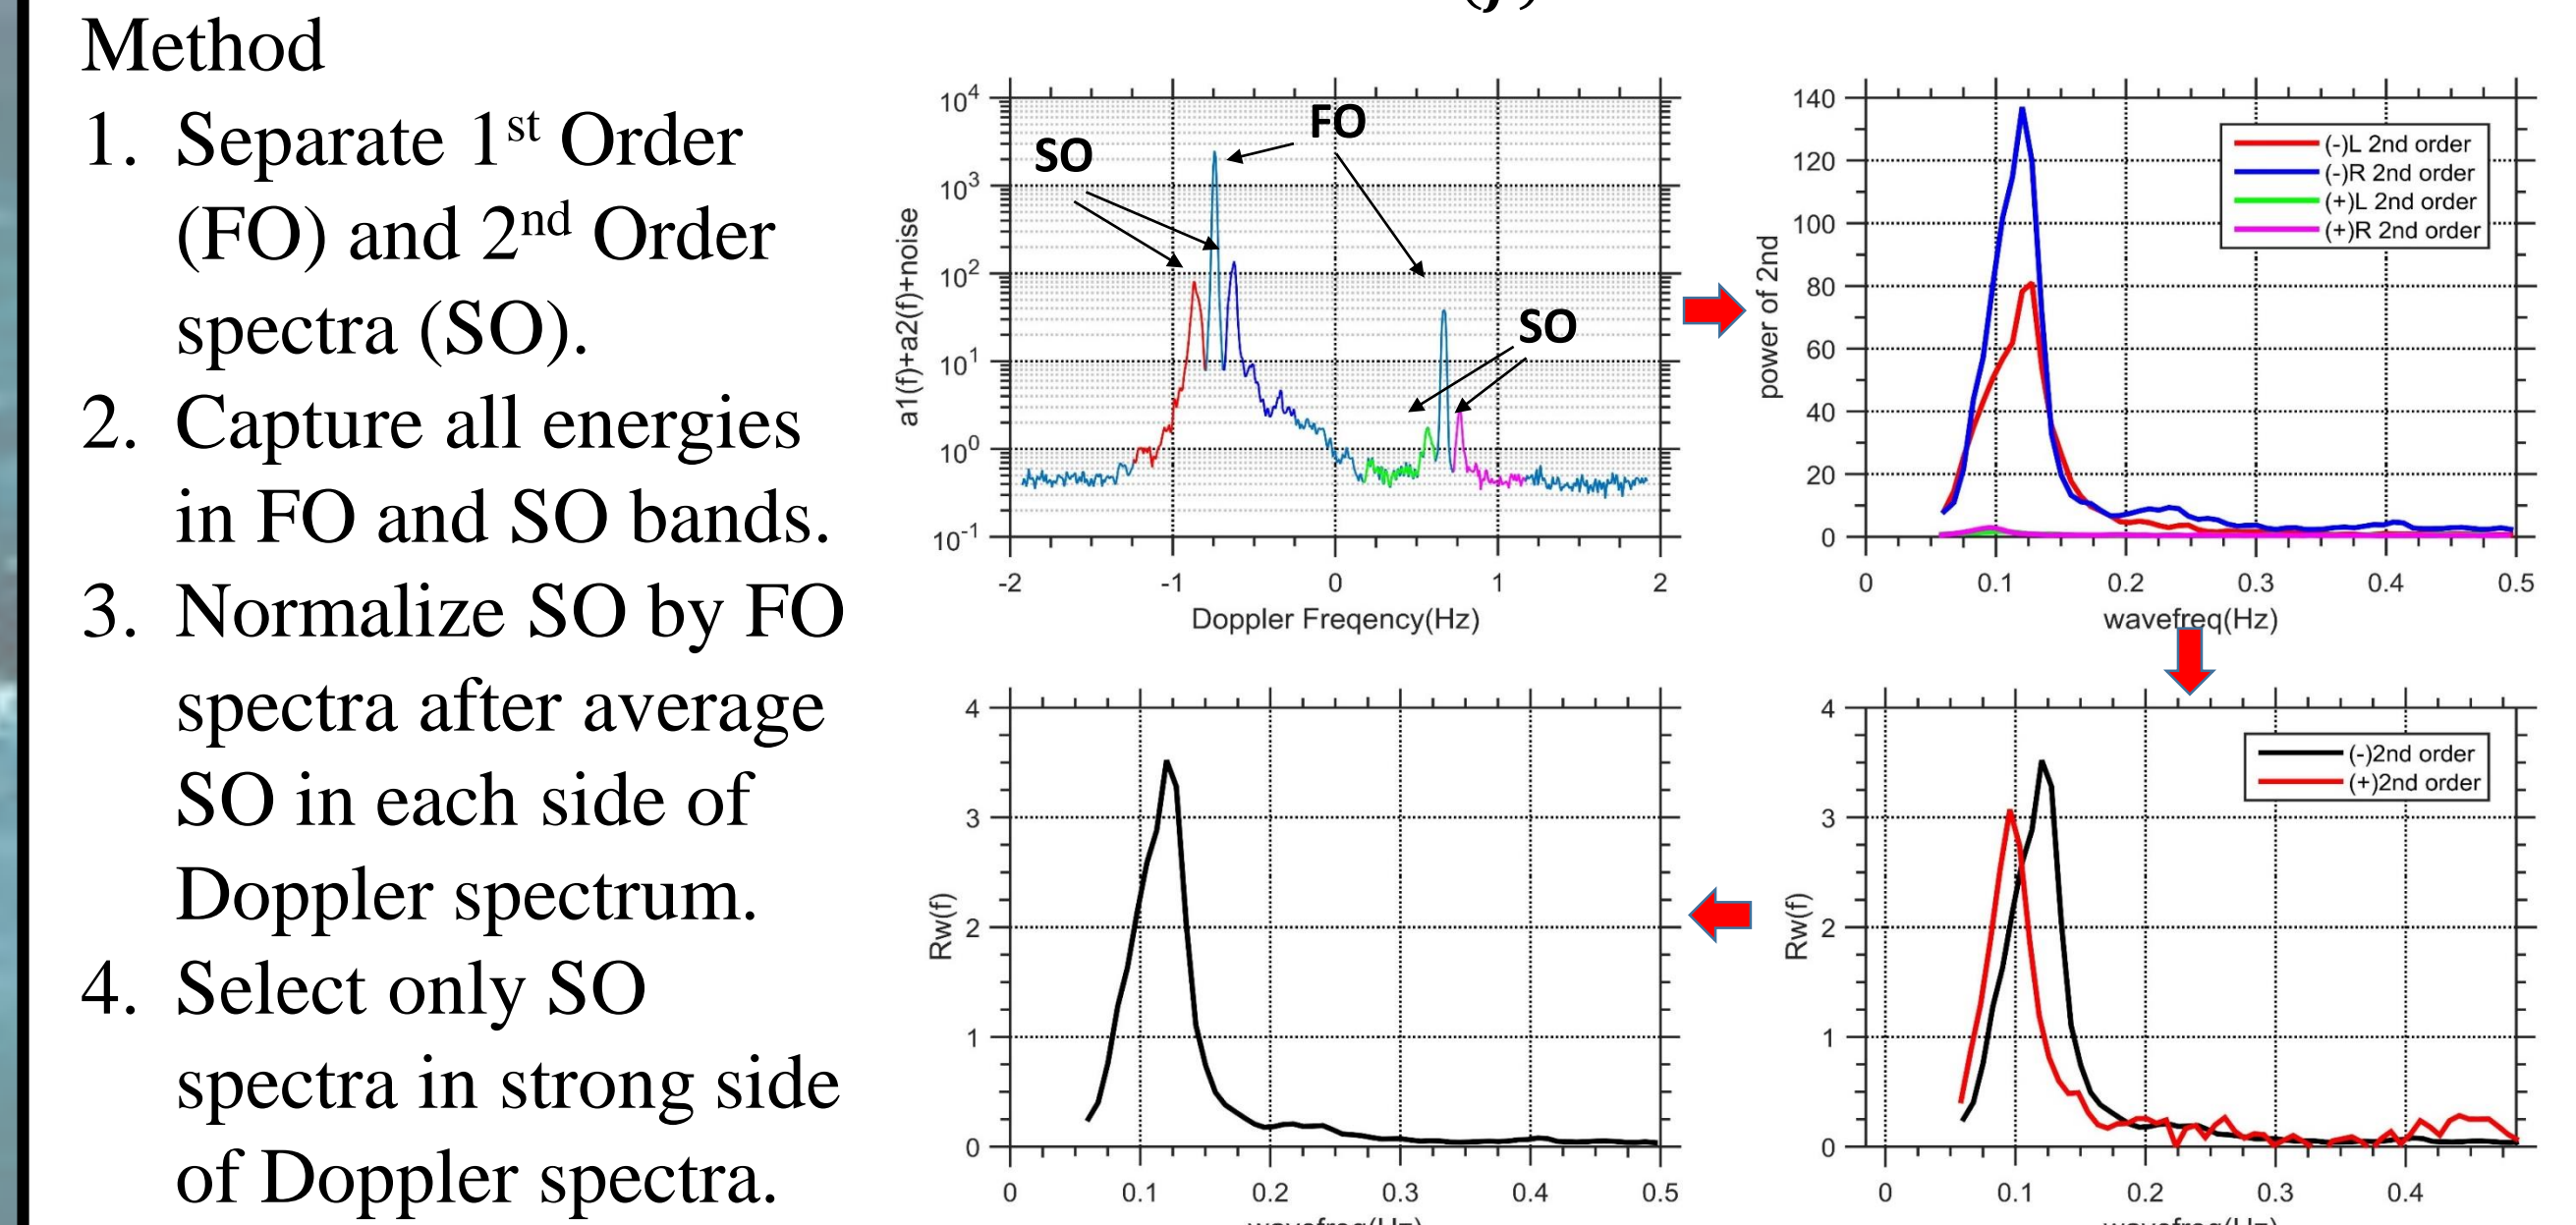 Method
1. Separate 1st Order
(FO) and 2nd Order
spectra (SO).
2. Capture all energies
in FO and SO bands.
3. Normalize SO by FO
spectra after average
SO in each side of
Doppler spectrum.
4. Select only SO
spectra in strong side
of Doppler spectra.
a1(f)+a2(f)+noise
10^4
10^3
10^2
10^1
10^0
10^-1
SO
FO
SO
-2 -1 0 1 2
Doppler Freqency(Hz)
power of 2nd
140
120
100
80
60
40
20
0
(-)L 2nd order
(-)R 2nd order
(+)L 2nd order
(+)R 2nd order
0 0.1 0.2 0.3 0.4 0.5
wavefreq(Hz)
Rw(f)
4
3
2
1
0
0 0.1 0.2 0.3 0.4 0.5
wavefreq(Hz)
Rw(f)
4
3
2
1
0
(-)2nd order
(+)2nd order
0 0.1 0.2 0.3 0.4
wavefreq(Hz)